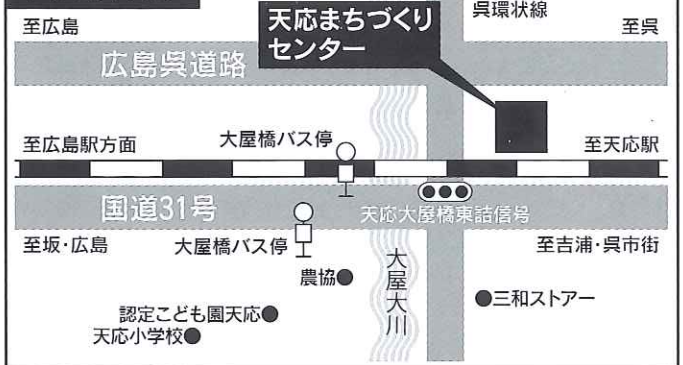 呉環状線
至広島
天応まちづくり
センター
至呉
広島呉道路
至広島駅方面
大屋橋バス停
至天応駅
国道31号
天応大屋橋東詰信号
至坂・広島
大屋橋バス停
至吉浦・呉市街
農協
大屋大川
三和ストアー
認定こども園天応
天応小学校